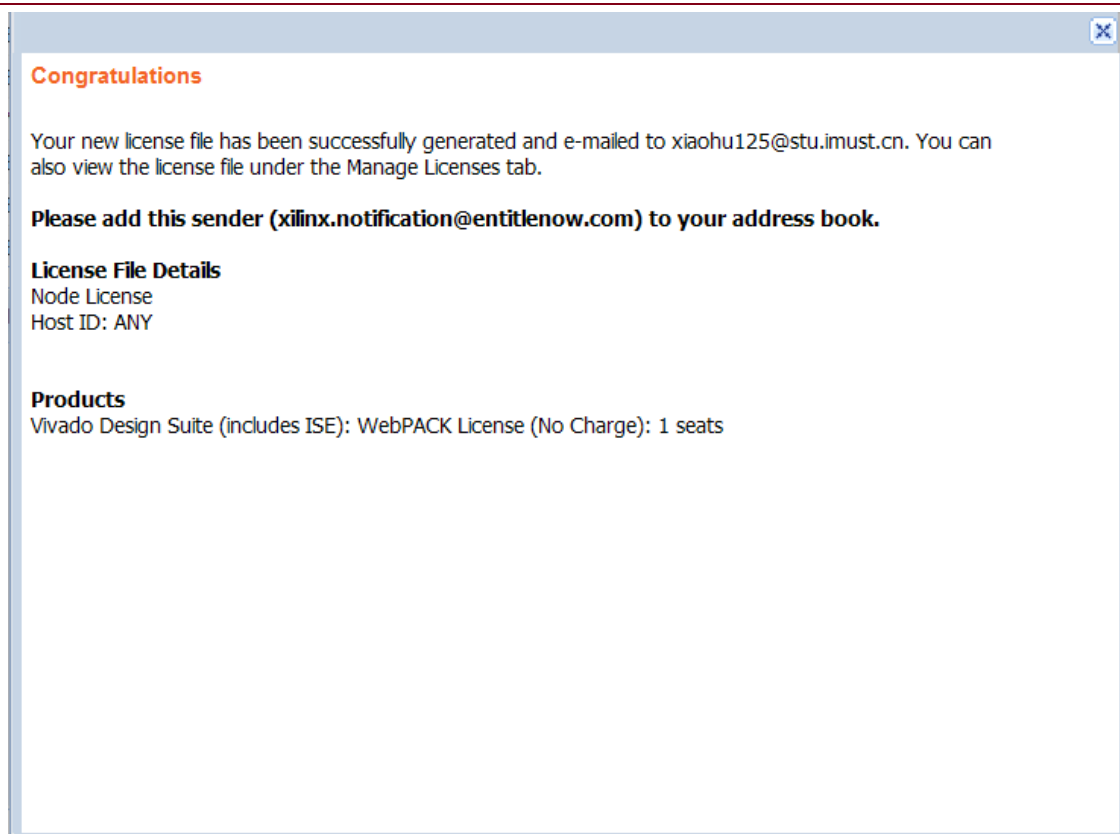 Congratulations
Your new license file has been successfully generated and e-mailed to xiaohu125@stu.imust.cn. You can
also view the license file under the Manage Licenses tab.
Please add this sender (xilinx.notification@entitlenow.com) to your address book.
License File Details
Node License
Host ID: ANY
Products
Vivado Design Suite (includes ISE): WebPACK License (No Charge): 1 seats